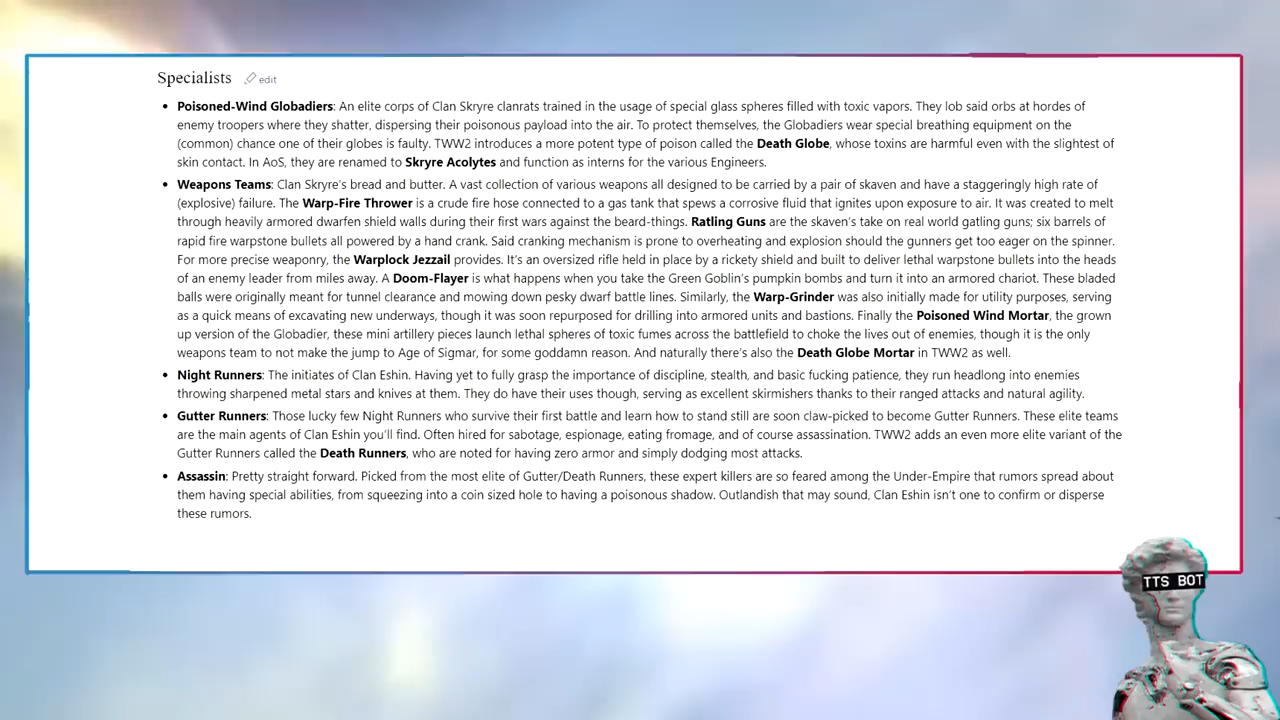 Specialists edit
Poisoned-Wind Globadiers: An elite corps of Clan Skryre clanrats trained in the usage of special glass spheres filled with toxic vapors. They lob said orbs at hordes of
enemy troopers where they shatter, dispersing their poisonous payload into the air. To protect themselves, the Globadiers wear special breathing equipment on the
(common) chance one of their globes is faulty. TWW2 introduces a more potent type of poison called the Death Globe, whose toxins are harmful even with the slightest of
skin contact. In AoS, they are renamed to Skryre Acolytes and function as interns for the various Engineers.
Weapons Teams: Clan Skryre's bread and butter. A vast collection of various weapons all designed to be carried by a pair of skaven and have a staggeringly high rate of
(explosive) failure. The Warp-Fire Thrower is a crude fire hose connected to a gas tank that spews a corrosive fluid that ignites upon exposure to air. It was created to melt
through heavily armored dwarfen shield walls during their first wars against the beard-things. Ratling Guns are the skaven's take on real world gatling guns; six barrels of
rapid fire warpstone bullets all powered by a hand crank. Said cranking mechanism is prone to overheating and explosion should the gunners get too eager on the spinner.
For more precise weaponry, the Warplock Jezzail provides. It's an oversized rifle held in place by a rickety shield and built to deliver lethal warpstone bullets into the heads
of an enemy leader from miles away. A Doom-Flayer is what happens when you take the Green Goblin's pumpkin bombs and turn it into an armored chariot. These bladed
balls were originally meant for tunnel clearance and mowing down pesky dwarf battle lines. Similarly, the Warp-Grinder was also initially made for utility purposes, serving
as a quick means of excavating new underways, though it was soon repurposed for drilling into armored units and bastions. Finally the Poisoned Wind Mortar, the grown
up version of the Globadier, these mini artillery pieces launch lethal spheres of toxic fumes across the battlefield to choke the lives out of enemies, though it is the only
weapons team to not make the jump to Age of Sigmar, for some goddamn reason. And naturally there's also the Death Globe Mortar in TWW2 as well.
Night Runners: The initiates of Clan Eshin. Having yet to fully grasp the importance of discipline, stealth, and basic fucking patience, they run headlong into enemies
throwing sharpened metal stars and knives at them. They do have their uses though, serving as excellent skirmishers thanks to their ranged attacks and natural agility.
Gutter Runners: Those lucky few Night Runners who survive their first battle and learn how to stand still are soon claw-picked to become Gutter Runners. These elite teams
are the main agents of Clan Eshin you'll find. Often hired for sabotage, espionage, eating fromage, and of course assassination. TWW2 adds an even more elite variant of the
Gutter Runners called the Death Runners, who are noted for having zero armor and simply dodging most attacks.
Assassin: Pretty straight forward. Picked from the most elite of Gutter/Death Runners, these expert killers are so feared among the Under-Empire that rumors spread about
them having special abilities, from squeezing into a coin sized hole to having a poisonous shadow. Outlandish that may sound, Clan Eshin isn't one to confirm or disperse
these rumors.
TTS BOT